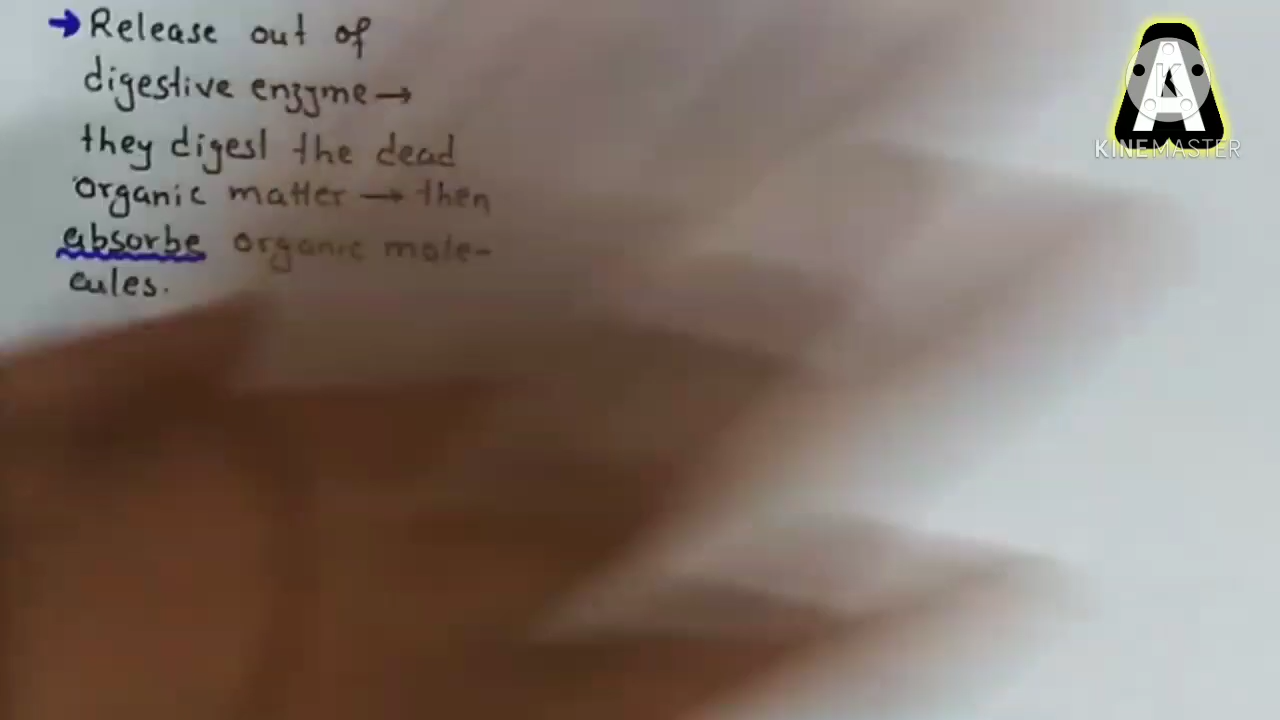 → Release out of
digestive enzyme →
they digest the dead
organic matter → then
absorbe organic mole-
cules.
A
K
KINEMASTER